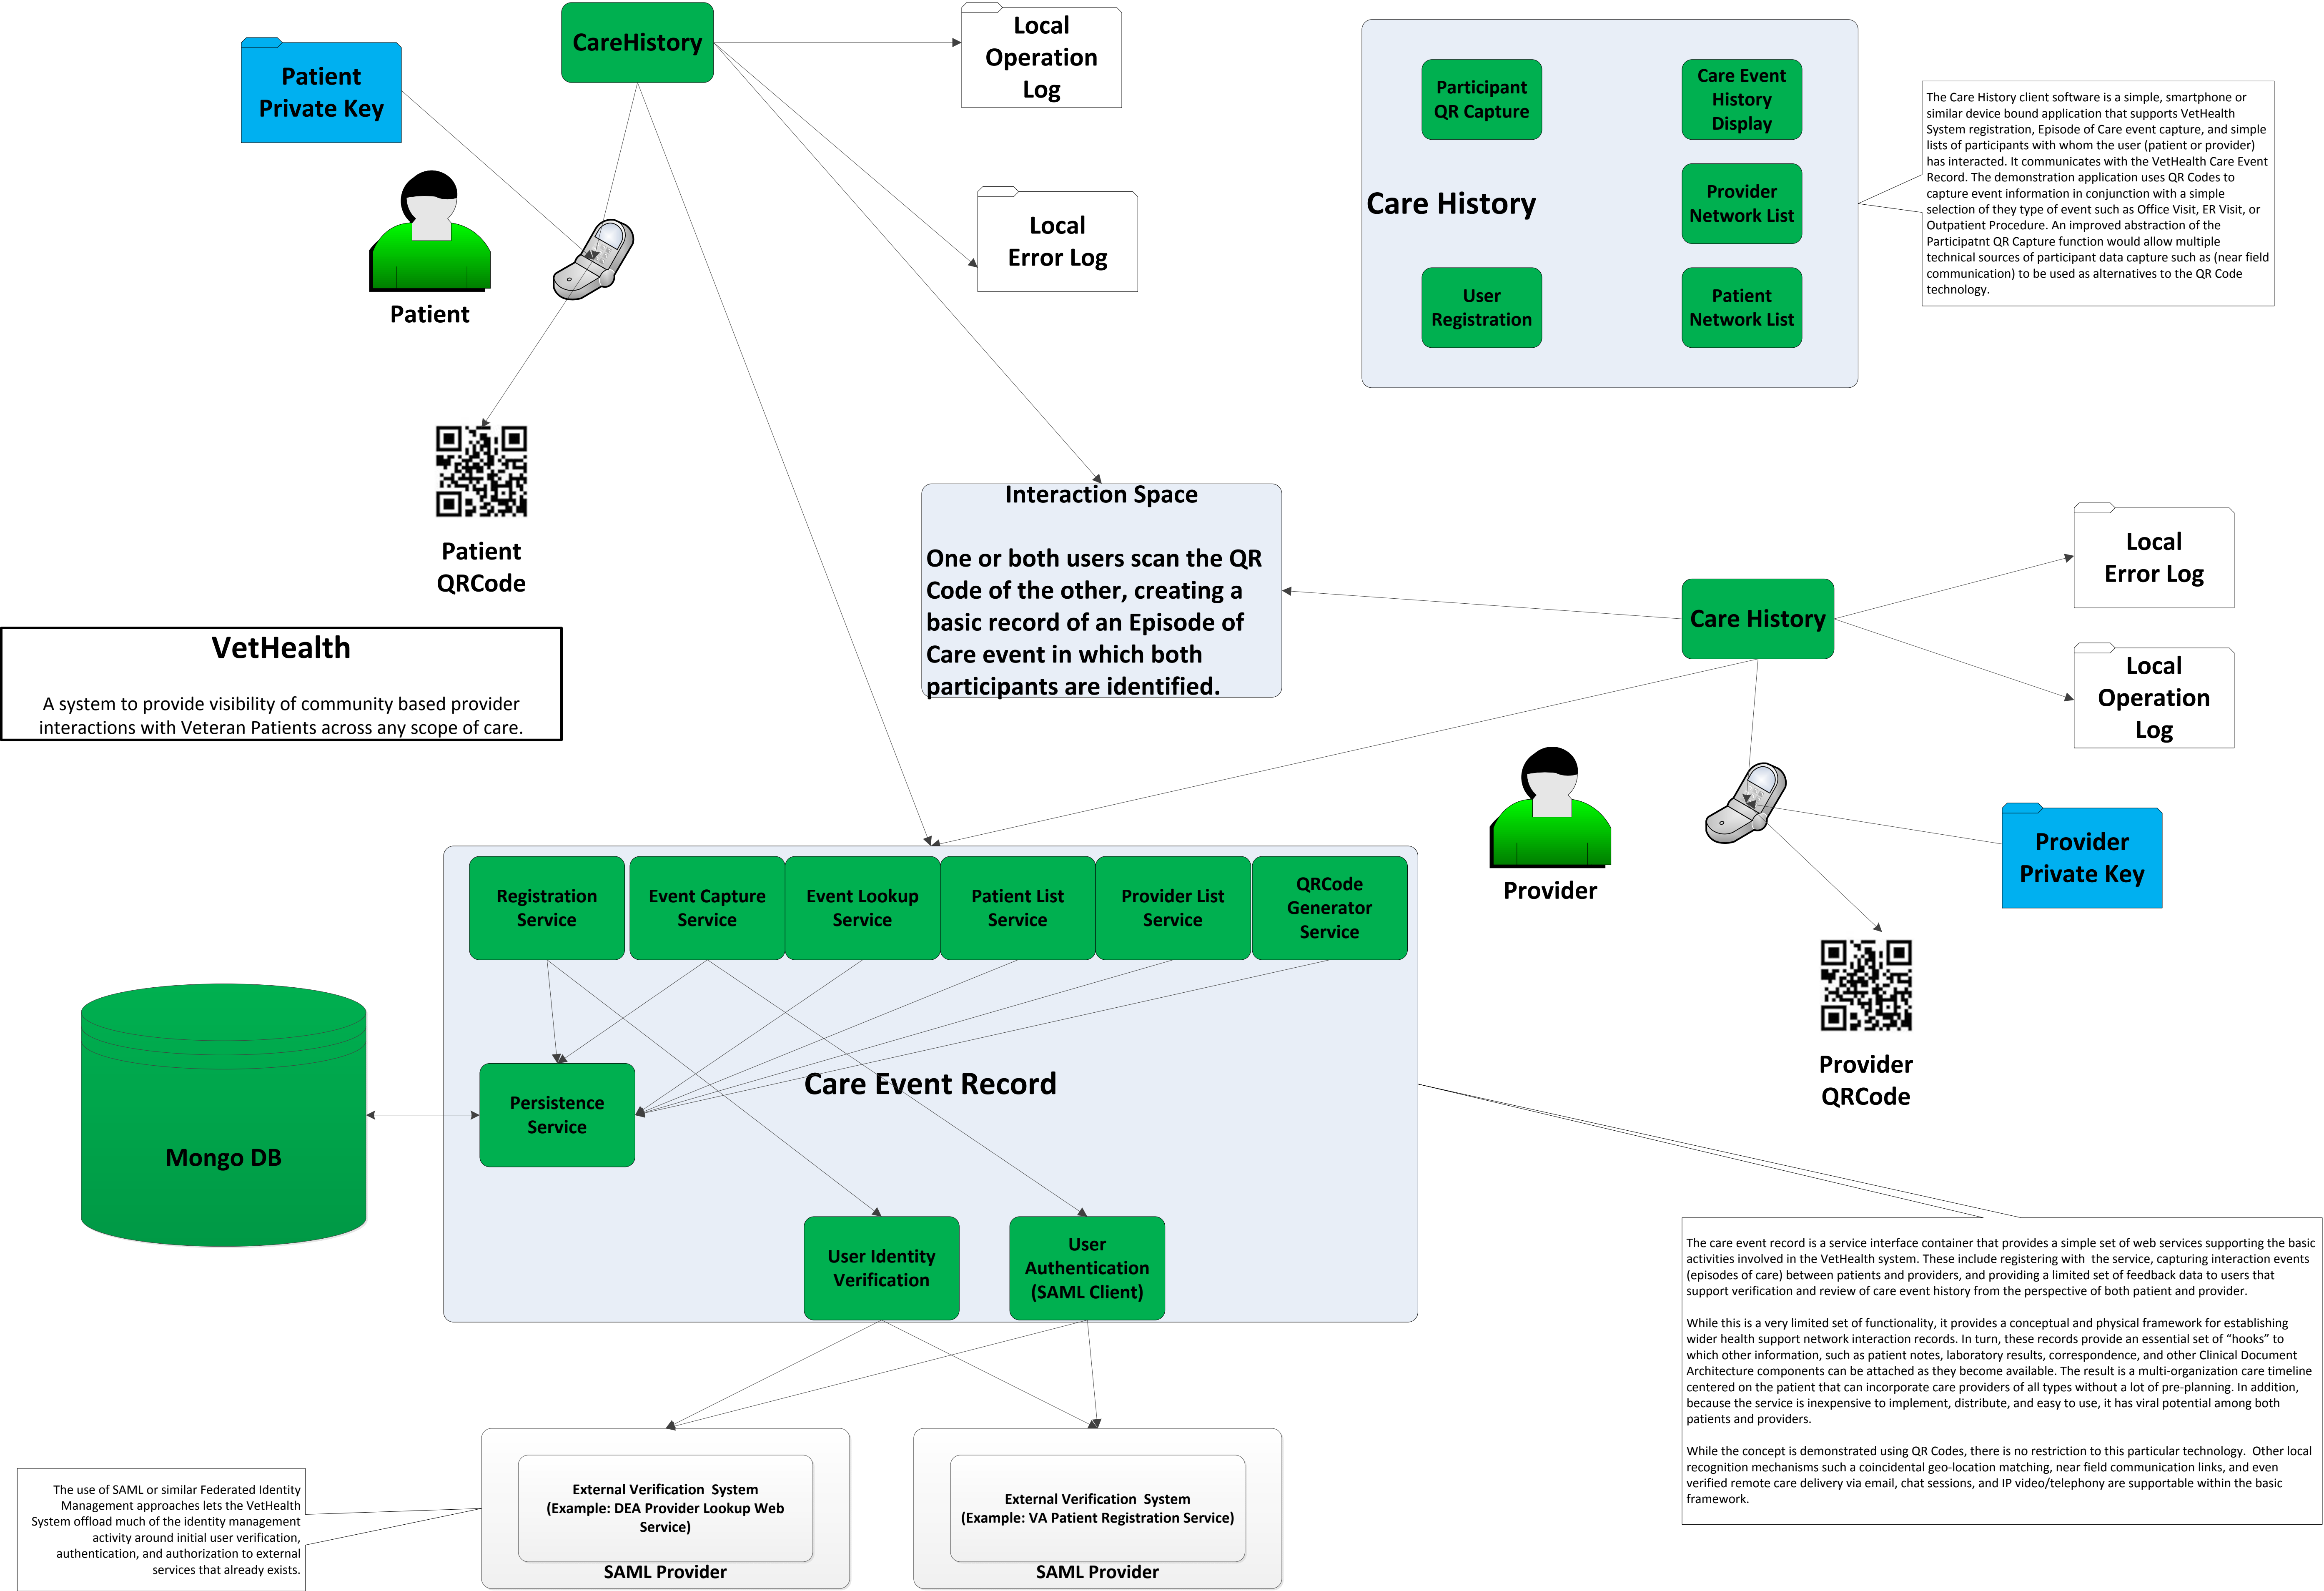 CareHistory
Local
Operation
Log
Patient
Private Key
Local
Error Log
Patient
Patient
QRCode
Participant
QR Capture
Care Event
History
Display
Care History
Provider
Network List
User
Registration
Patient
Network List
The Care History client software is a simple, smartphone or
similar device bound application that supports VetHealth
System registration, Episode of Care event capture, and simple
lists of participants with whom the user (patient or provider)
has interacted. It communicates with the VetHealth Care Event
Record. The demonstration application uses QR Codes to
capture event information in conjunction with a simple
selection of they type of event such as Office Visit, ER Visit, or
Outpatient Procedure. An improved abstraction of the
Participatnt QR Capture function would allow multiple
technical sources of participant data capture such as (near field
communication) to be used as alternatives to the QR Code
technology.
Interaction Space
One or both users scan the QR
Code of the other, creating a
basic record of an Episode of
Care event in which both
participants are identified.
VetHealth
A system to provide visibility of community based provider
interactions with Veteran Patients across any scope of care.
Care History
Local
Error Log
Local
Operation
Log
Provider
Provider
Private Key
Provider
QRCode
Registration
Service
Event Capture
Service
Event Lookup
Service
Patient List
Service
Provider List
Service
QRCode
Generator
Service
Persistence
Service
Care Event Record
Mongo DB
User Identity
Verification
User
Authentication
(SAML Client)
The care event record is a service interface container that provides a simple set of web services supporting the basic
activities involved in the VetHealth system. These include registering with  the service, capturing interaction events
(episodes of care) between patients and providers, and providing a limited set of feedback data to users that
support verification and review of care event history from the perspective of both patient and provider.
While this is a very limited set of functionality, it provides a conceptual and physical framework for establishing
wider health support network interaction records. In turn, these records provide an essential set of “hooks” to
which other information, such as patient notes, laboratory results, correspondence, and other Clinical Document
Architecture components can be attached as they become available. The result is a multi-organization care timeline
centered on the patient that can incorporate care providers of all types without a lot of pre-planning. In addition,
because the service is inexpensive to implement, distribute, and easy to use, it has viral potential among both
patients and providers.
While the concept is demonstrated using QR Codes, there is no restriction to this particular technology.  Other local
recognition mechanisms such a coincidental geo-location matching, near field communication links, and even
verified remote care delivery via email, chat sessions, and IP video/telephony are supportable within the basic
framework.
The use of SAML or similar Federated Identity
Management approaches lets the VetHealth
System offload much of the identity management
activity around initial user verification,
authentication, and authorization to external
services that already exists.
External Verification  System
(Example: DEA Provider Lookup Web
Service)
SAML Provider
External Verification  System
(Example: VA Patient Registration Service)
SAML Provider